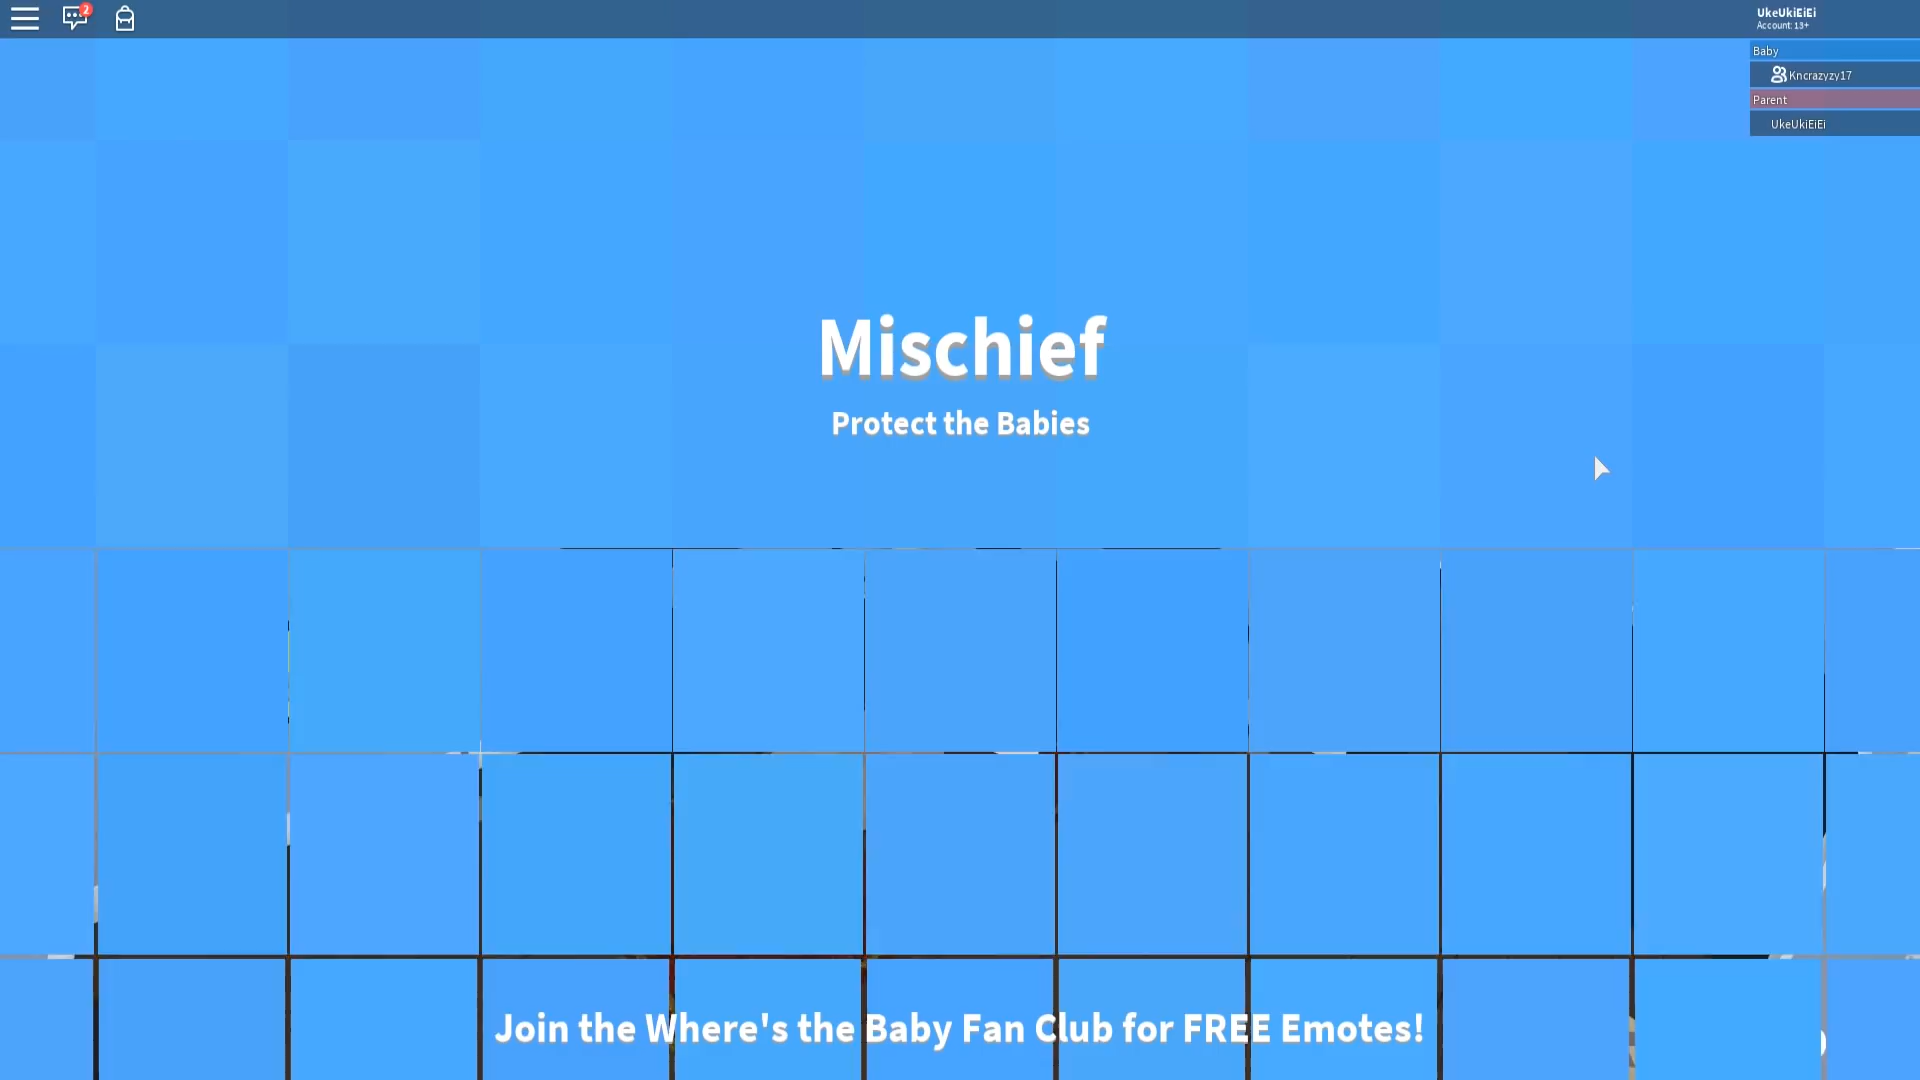 2
UkeUkiEiEi
Account: 13+
Baby
Kncrazyzy17
Parent
UkeUkiEiEi
Mischief
Protect the Babies
Join the Where's the Baby Fan Club for FREE Emotes!